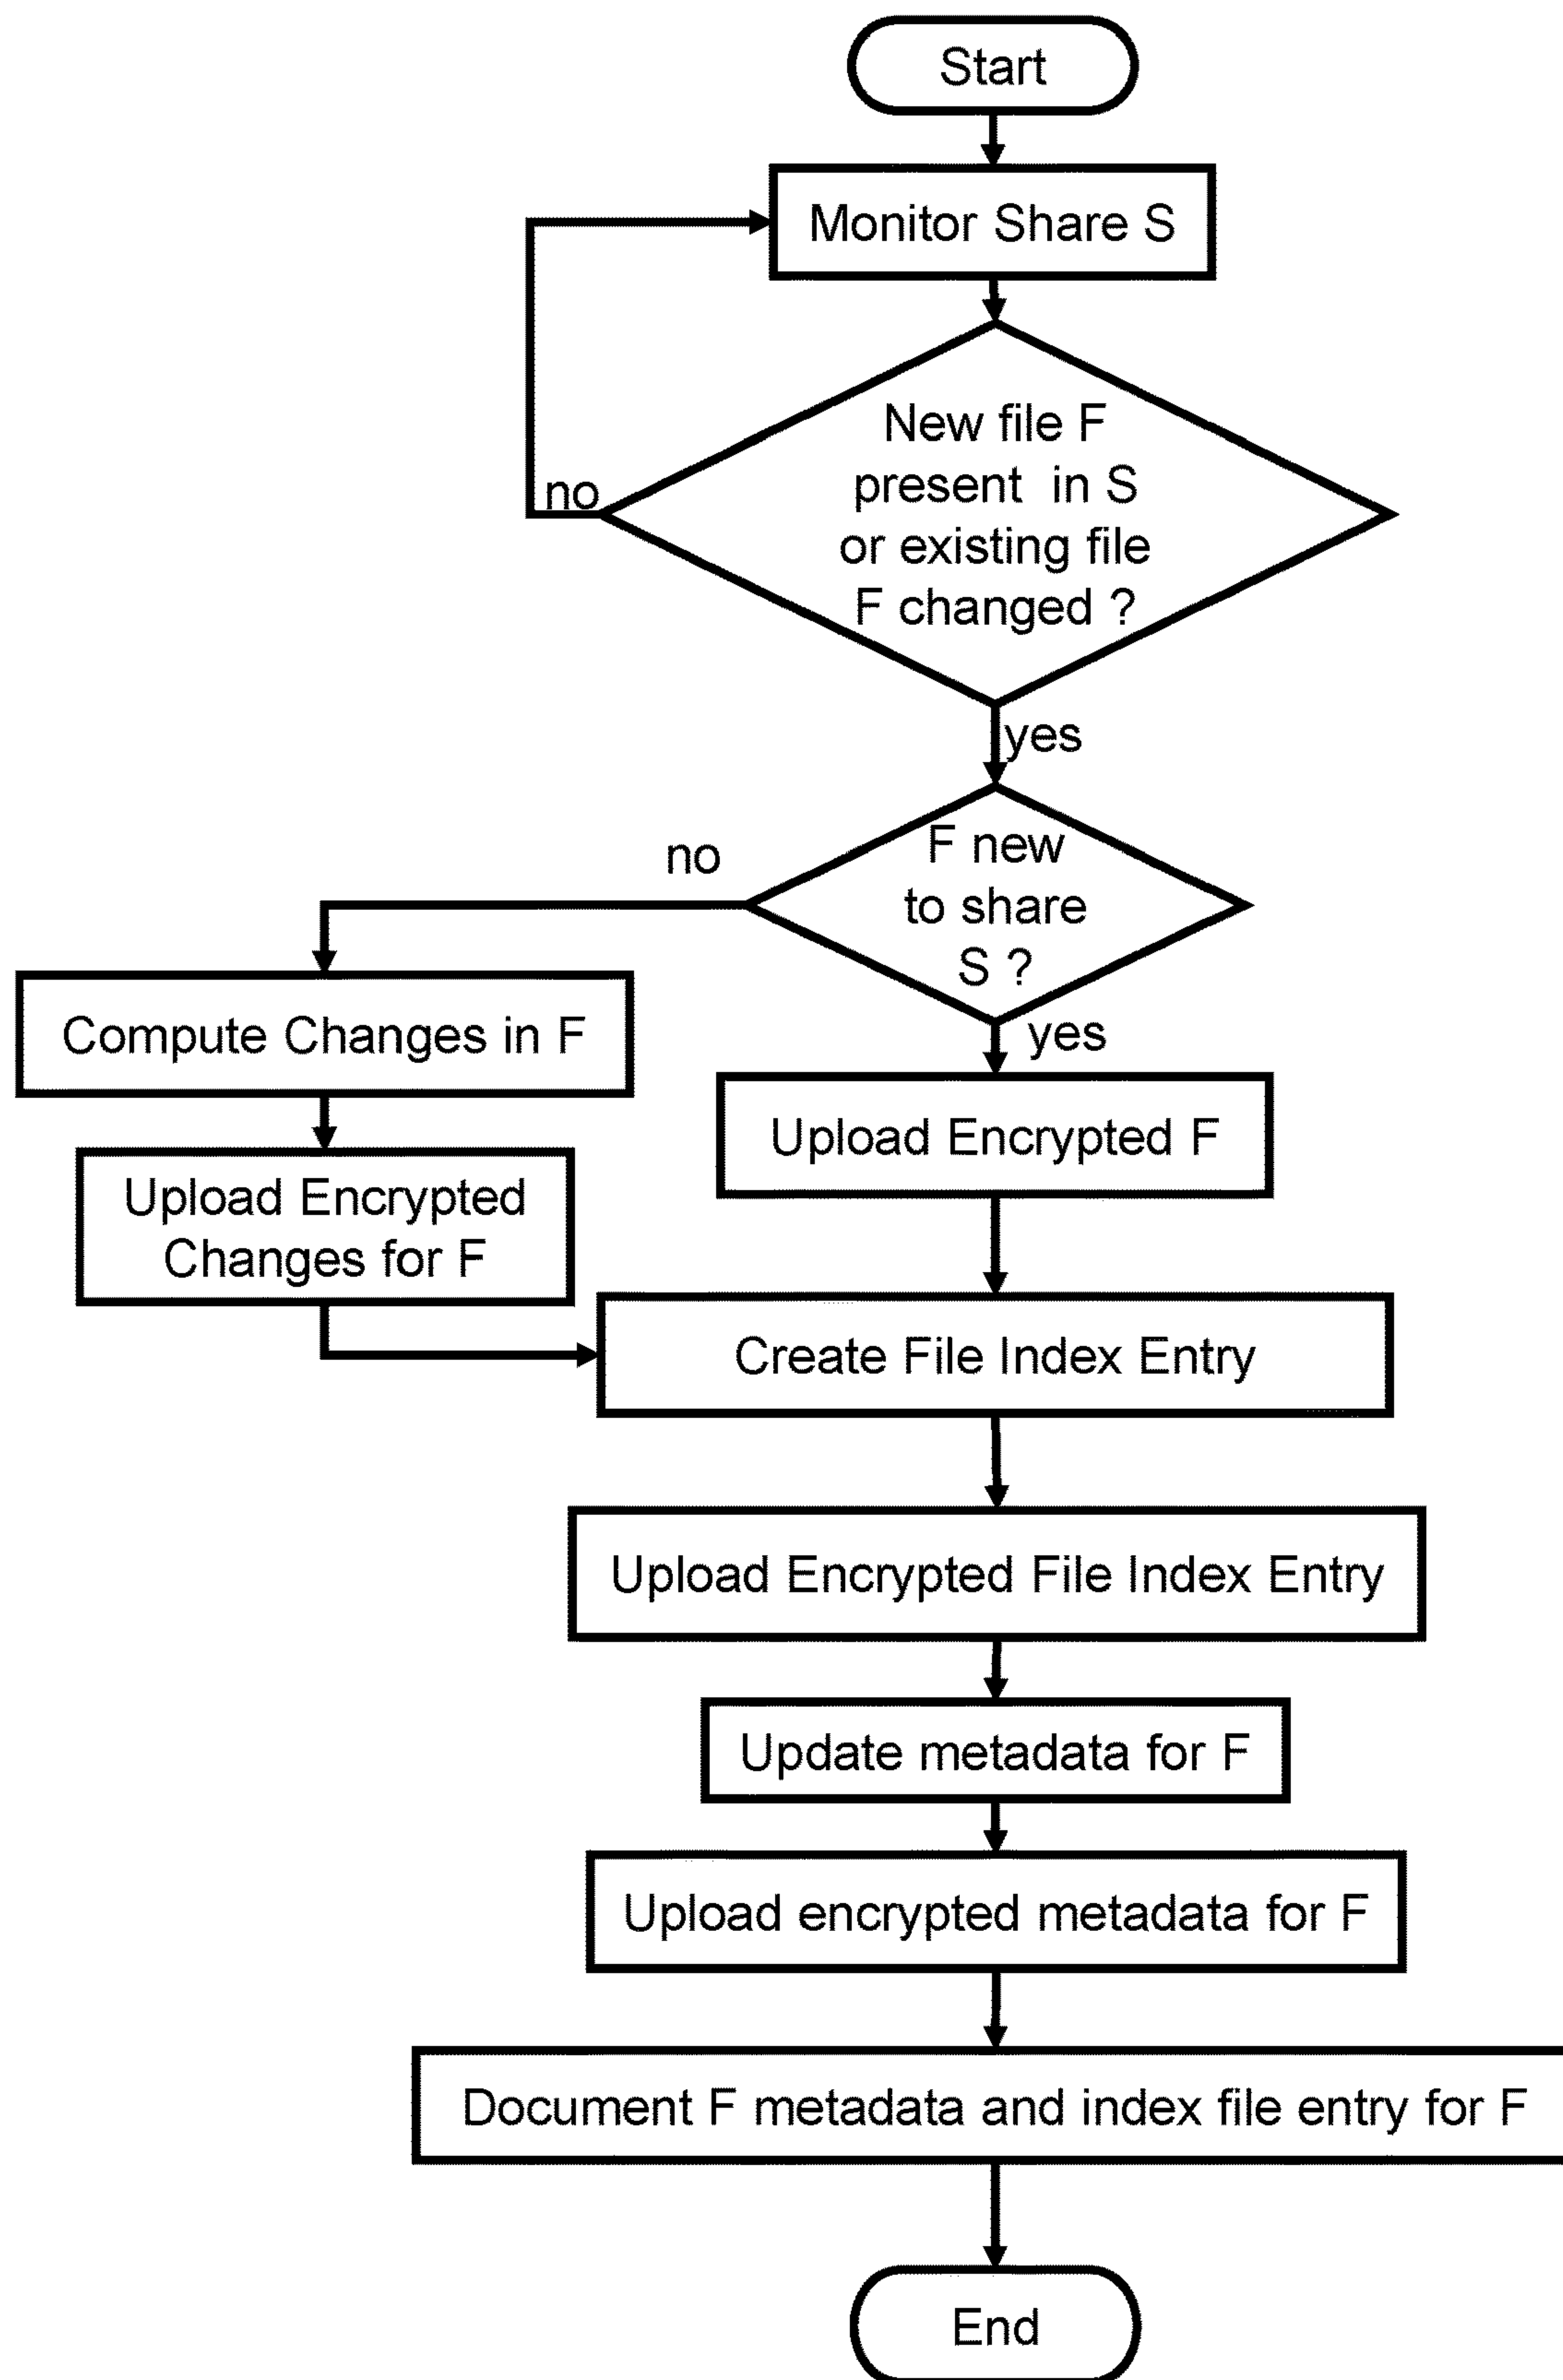 Start
Monitor Share S
New file F
present in S
or existing file
F changed ?
no
yes
F new
to share
S ?
no
yes
Compute Changes in F
Upload Encrypted F
Upload Encrypted
Changes for F
Create File Index Entry
Upload Encrypted File Index Entry
Update metadata for F
Upload encrypted metadata for F
Document F metadata and index file entry for F
End